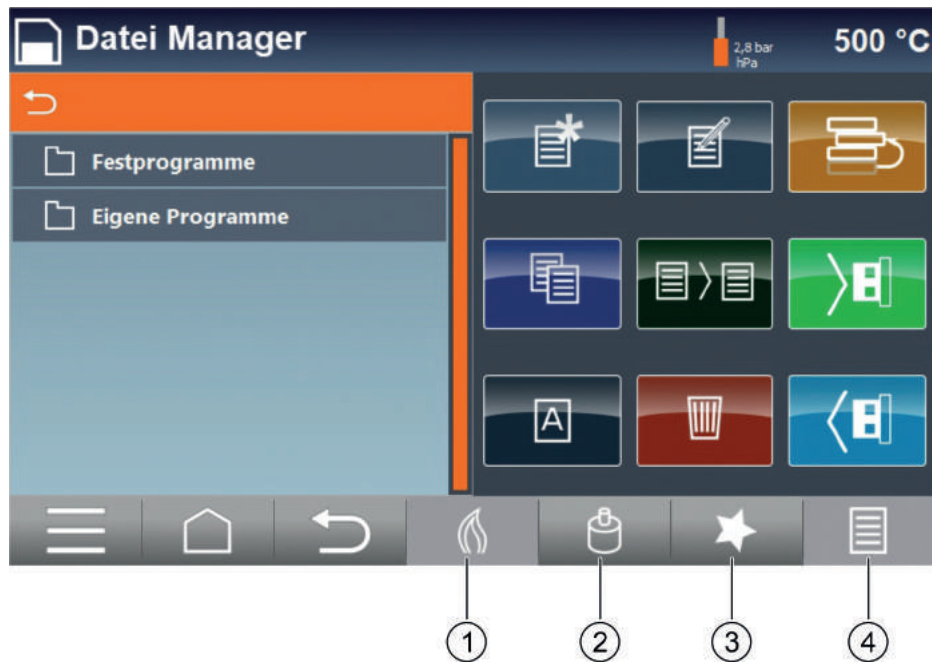 Datei Manager
2,8 bar
hPa
500 °C
Festprogramme
Eigene Programme
A
1
2
3
4